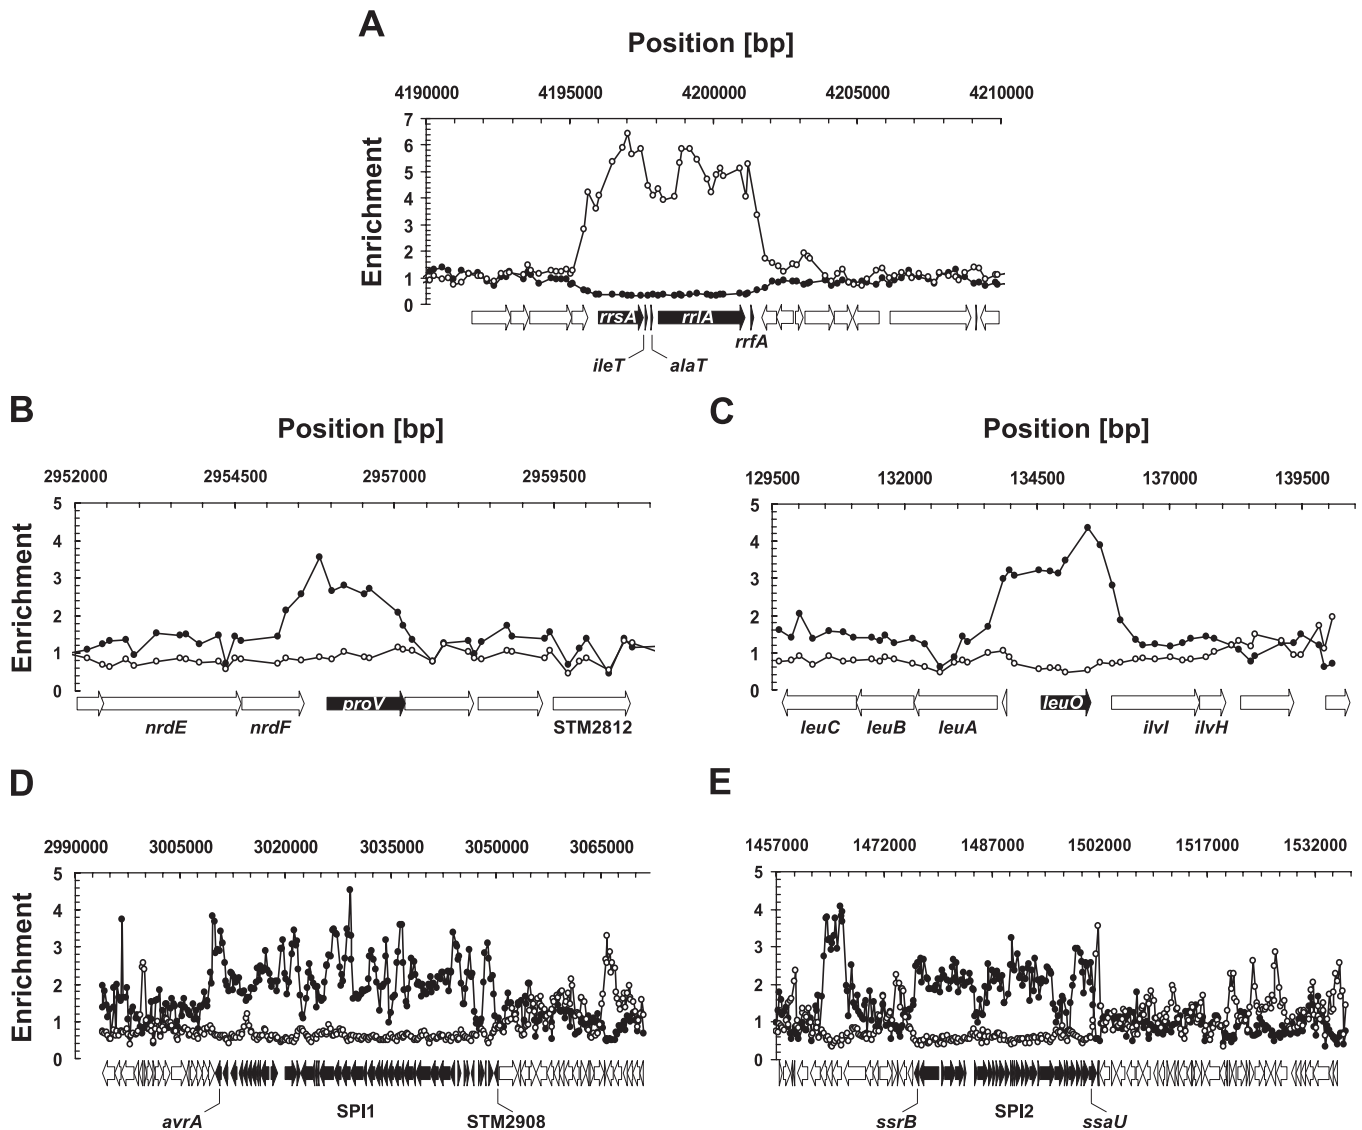 A
Position [bp]
4190000 4195000 4200000 4205000 4210000
7
6
5
4
3
2
1
0
Enrichment
rrsA rrlA
rrfA
ileT alaT
B
Position [bp]
2952000 2954500 2957000 2959500
5
4
3
2
1
0
Enrichment
proV
nrdE nrdF STM2812
C
Position [bp]
129500 132000 134500 137000 139500
5
4
3
2
1
0
leuO
leuC leuB leuA ilvI ilvH
D
2990000 3005000 3020000 3035000 3050000 3065000
5
4
3
2
1
0
Enrichment
SPI1
avrA STM2908
E
1457000 1472000 1487000 1502000 1517000 1532000
5
4
3
2
1
0
SPI2
ssrB ssaU